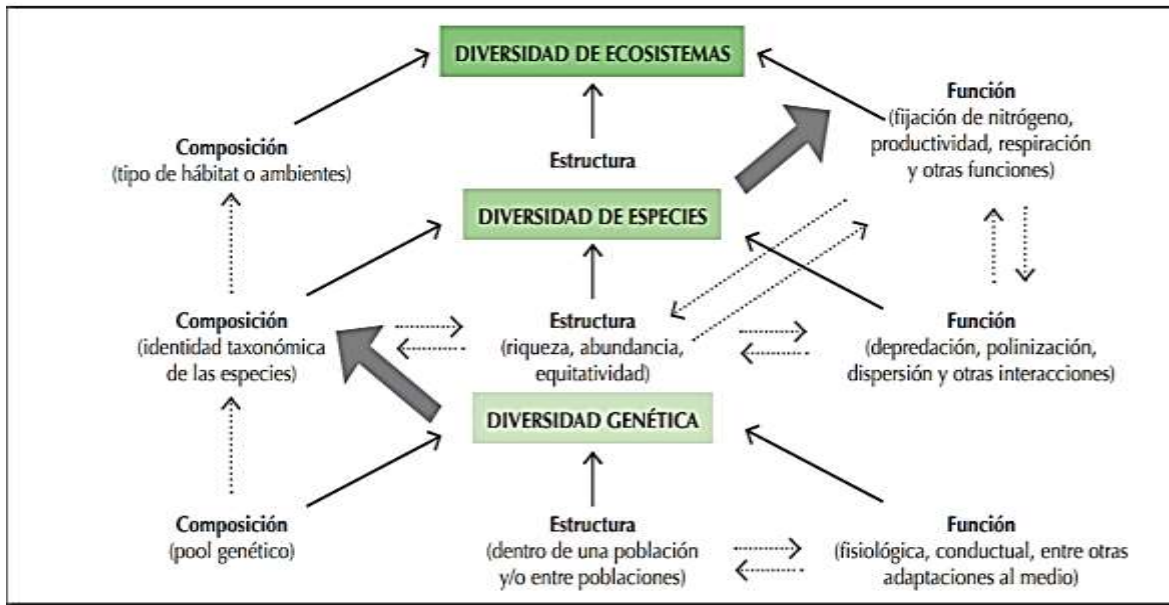 DIVERSIDAD DE ECOSISTEMAS
Función
(fijación de nitrógeno,
productividad, respiración
y otras funciones)
Composición
(tipo de hábitat o ambientes)
Estructura
DIVERSIDAD DE ESPECIES
Composición
(identidad taxonómica
de las especies)
Estructura
(riqueza, abundancia,
equitatividad)
Función
(depredación, polinización,
dispersión y otras interacciones)
DIVERSIDAD GENÉTICA
Composición
(pool genético)
Estructura
(dentro de una población
y/o entre poblaciones)
Función
(fisiológica, conductual, entre otras
adaptaciones al medio)